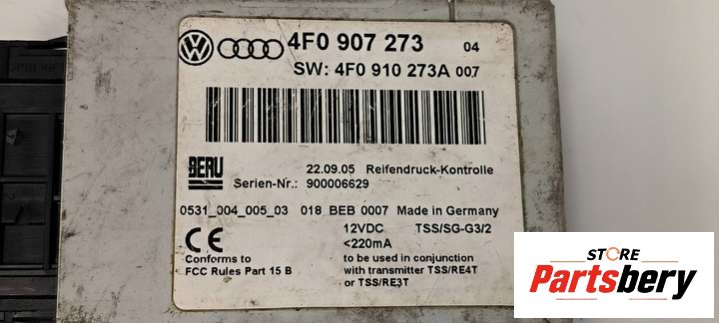 4F0 907 273 04
SW: 4F0 910 273A 007
BERU
22.09.05 Reifendruck-Kontrolle
Serien-Nr.: 900006629
0531_004_005_03 018 BEB 0007 Made in Germany
12VDC TSS/SG-G3/2
CE <220mA
Conforms to
FCC Rules Part 15 B
to be used in conjunction
with transmitter TSS/RE4T
or TSS/RE3T
STORE
Partsbery